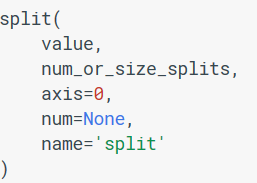 split(
    value,
    num_or_size_splits,
    axis=0,
    num=None,
    name='split'
)